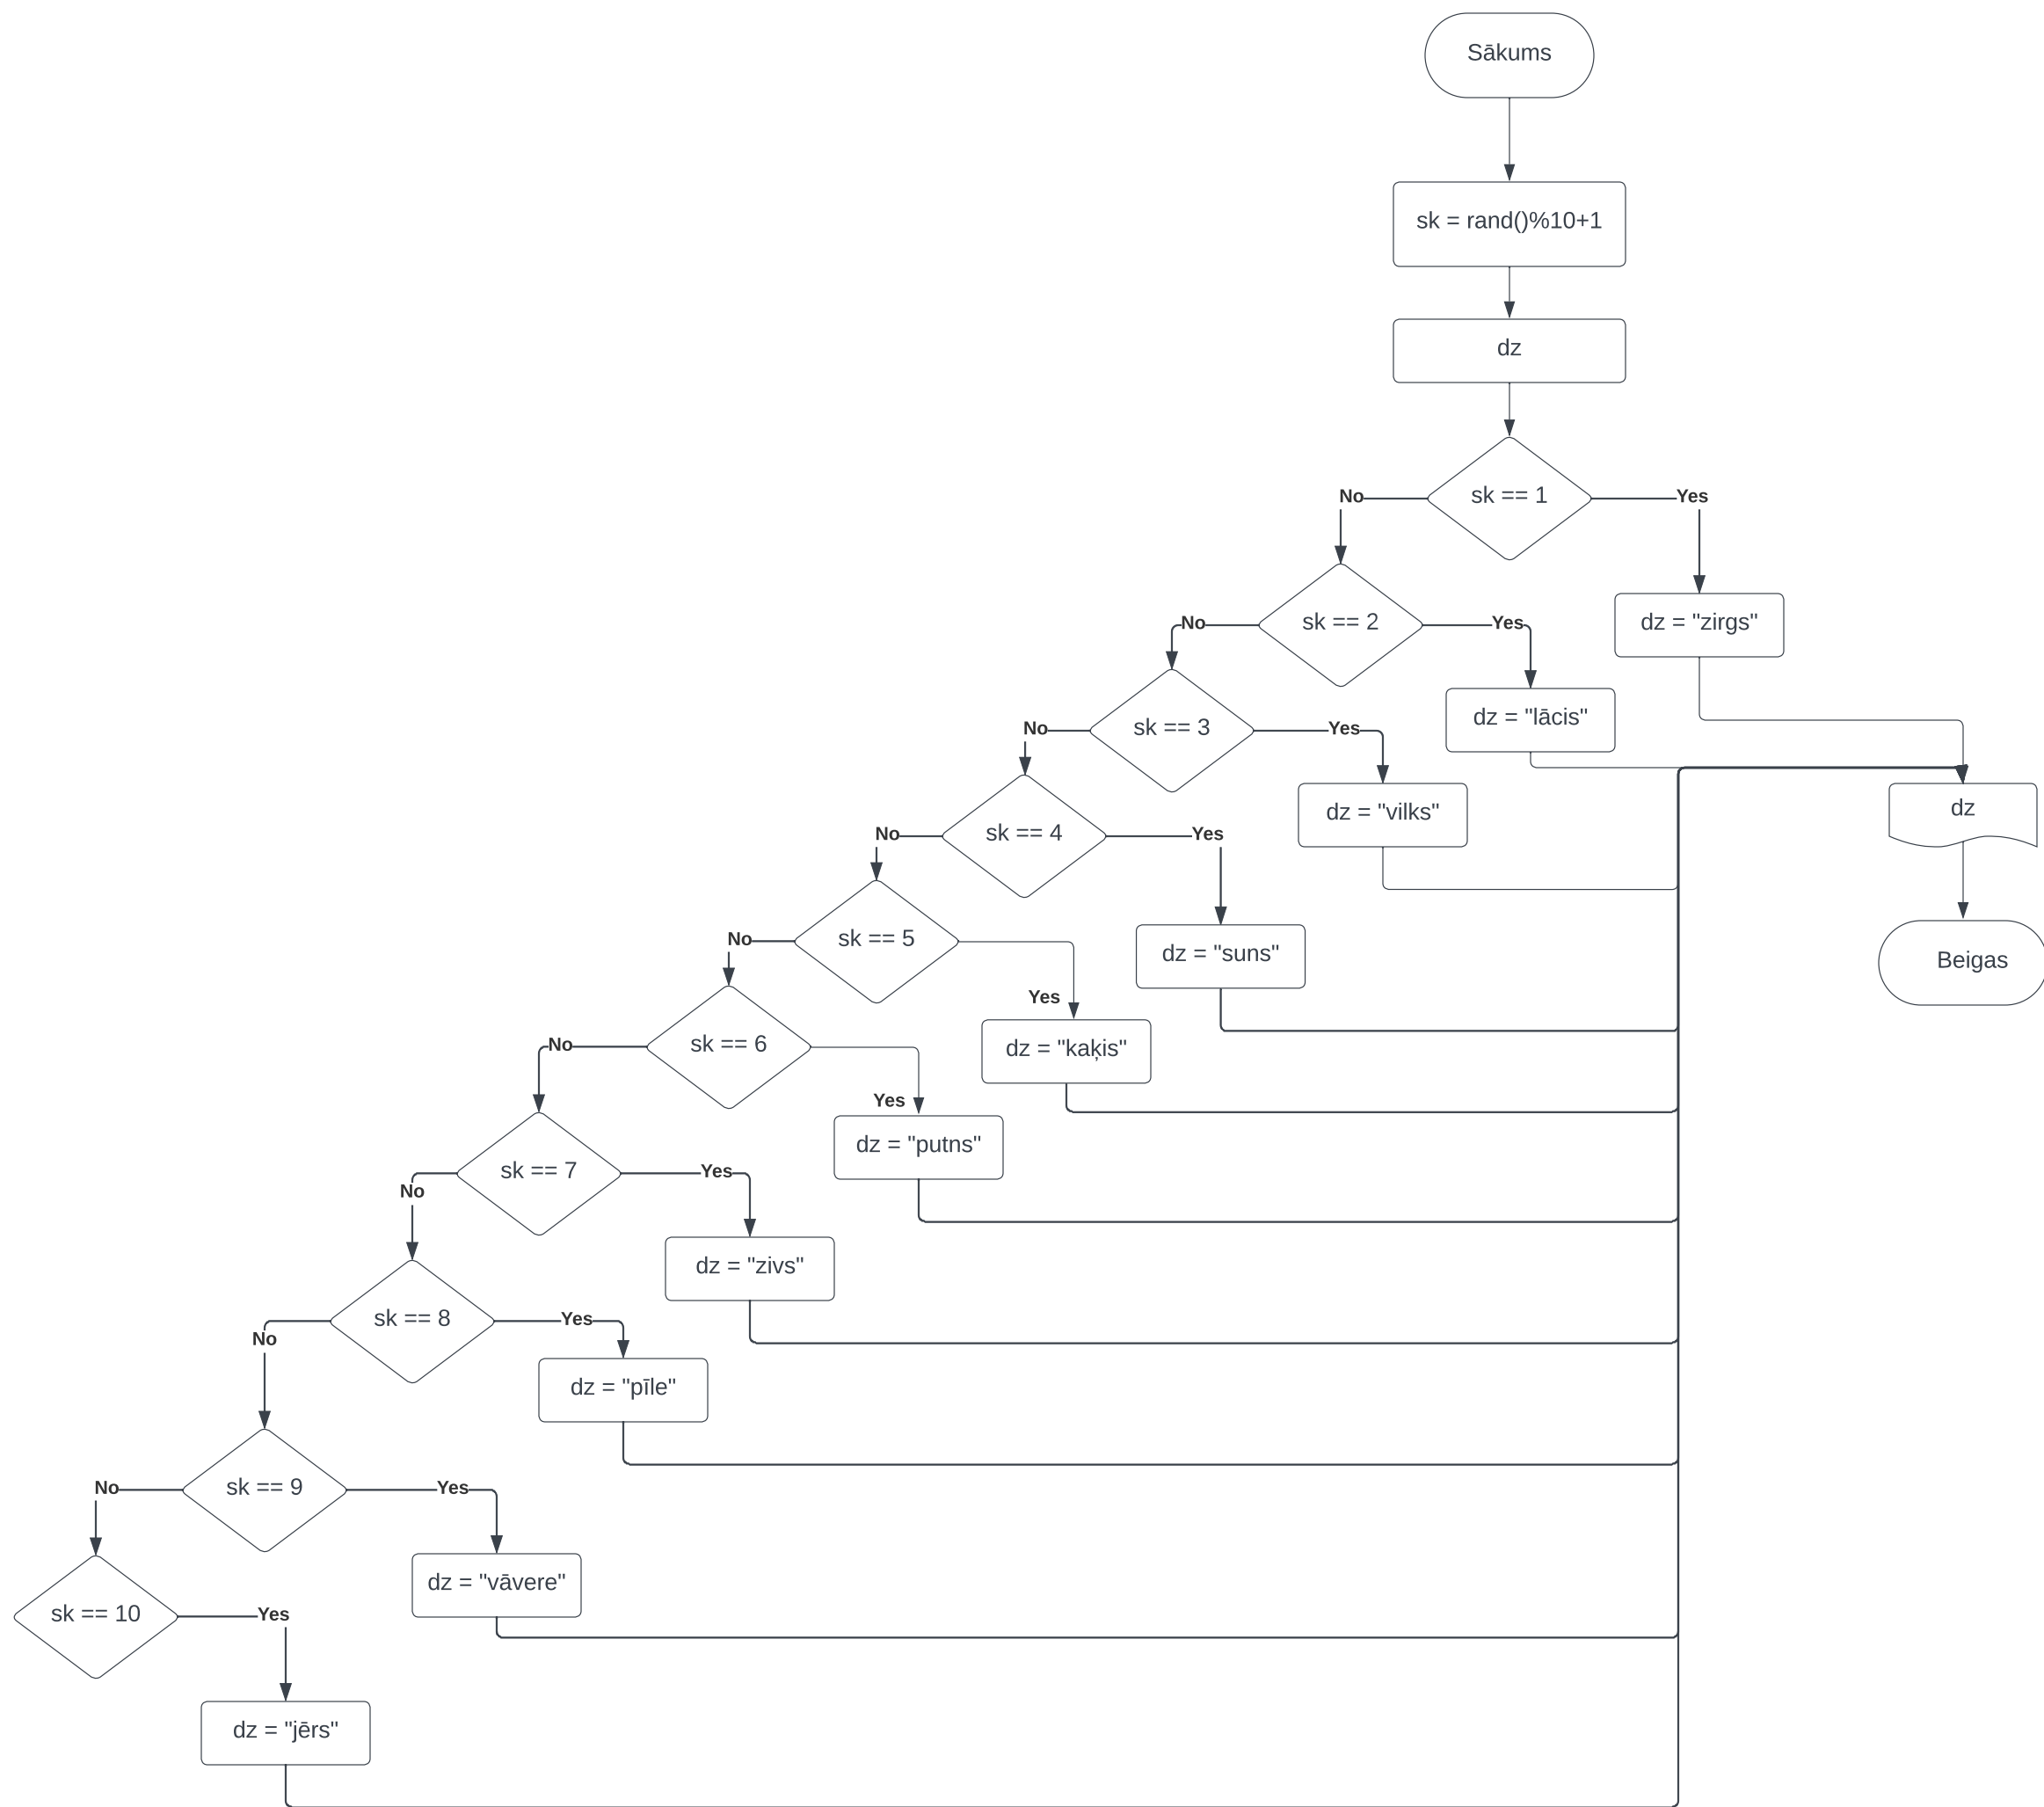 Sākums
sk = rand()%10+1
dz
sk == 1
No
Yes
sk == 2
No
Yes
dz = "zirgs"
sk == 3
No
Yes
dz = "lācis"
sk == 4
No
Yes
dz = "vilks"
dz
sk == 5
No
Yes
dz = "suns"
Beigas
sk == 6
No
Yes
dz = "kaķis"
sk == 7
No
Yes
dz = "putns"
sk == 8
No
Yes
dz = "zivs"
sk == 9
No
Yes
dz = "pīle"
sk == 10
Yes
dz = "vāvere"
dz = "jērs"
No
Yes